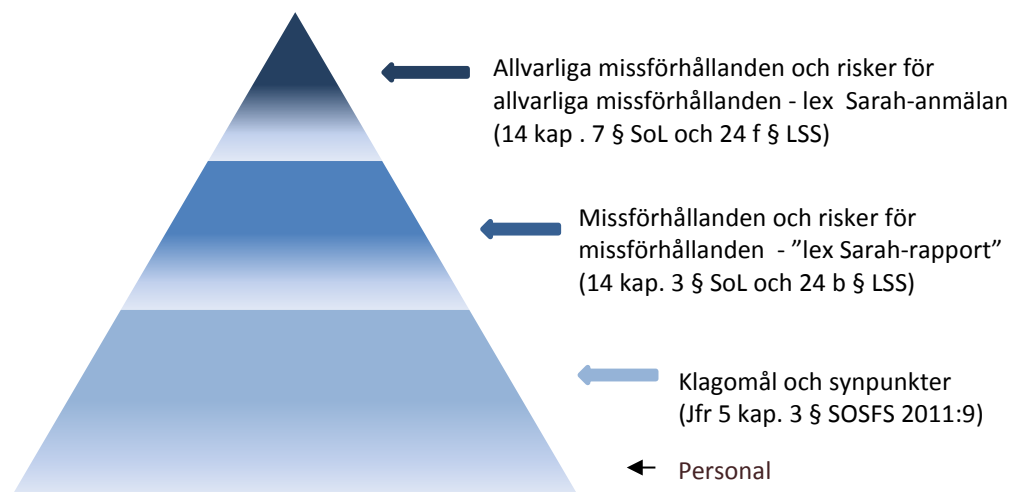 Allvarliga missförhållanden och risker för
allvarliga missförhållanden - lex Sarah-anmälan
(14 kap . 7 § SoL och 24 f § LSS)
Missförhållanden och risker för
missförhållanden - ”lex Sarah-rapport”
(14 kap. 3 § SoL och 24 b § LSS)
Klagomål och synpunkter
(Jfr 5 kap. 3 § SOSFS 2011:9)
Personal